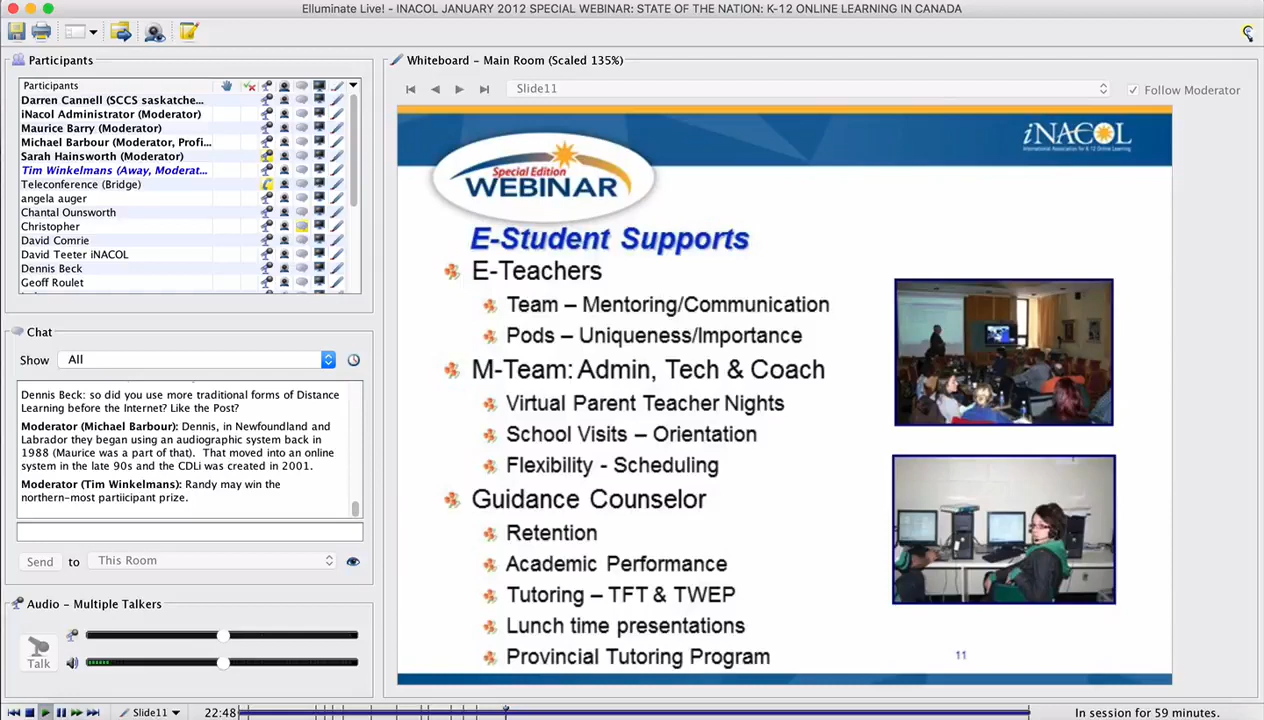 Elluminate Live! - INACOL JANUARY 2012 SPECIAL WEBINAR: STATE OF THE NATION: K-12 ONLINE LEARNING IN CANADA
Participants
Participants
Darren Cannell (SCCS saskatche...
iNacol Administrator (Moderator)
Maurice Barry (Moderator)
Michael Barbour (Moderator, Profi...
Sarah Hainsworth (Moderator)
Tim Winkelmans (Away, Moderat...
Teleconference (Bridge)
angela auger
Chantal Ounsworth
Christopher
David Comrie
David Teeter iNACOL
Dennis Beck
Geoff Roulet
Chat
Show All
Dennis Beck: so did you use more traditional forms of Distance
Learning before the Internet? Like the Post?
Moderator (Michael Barbour): Dennis, in Newfoundland and
Labrador they began using an audiographic system back in
1988 (Maurice was a part of that). That moved into an online
system in the late 90s and the CDLi was created in 2001.
Moderator (Tim Winkelmans): Randy may win the
northern-most partiicipant prize.
Send to This Room
Audio - Multiple Talkers
Talk
Whiteboard - Main Room (Scaled 135%)
Slide11
Follow Moderator
iNACOL
International Association for K-12 Online Learning
Special Edition
WEBINAR
E-Student Supports
E-Teachers
Team – Mentoring/Communication
Pods – Uniqueness/Importance
M-Team: Admin, Tech & Coach
Virtual Parent Teacher Nights
School Visits – Orientation
Flexibility - Scheduling
Guidance Counselor
Retention
Academic Performance
Tutoring – TFT & TWEP
Lunch time presentations
Provincial Tutoring Program
11
Slide11 22:48 In session for 59 minutes.